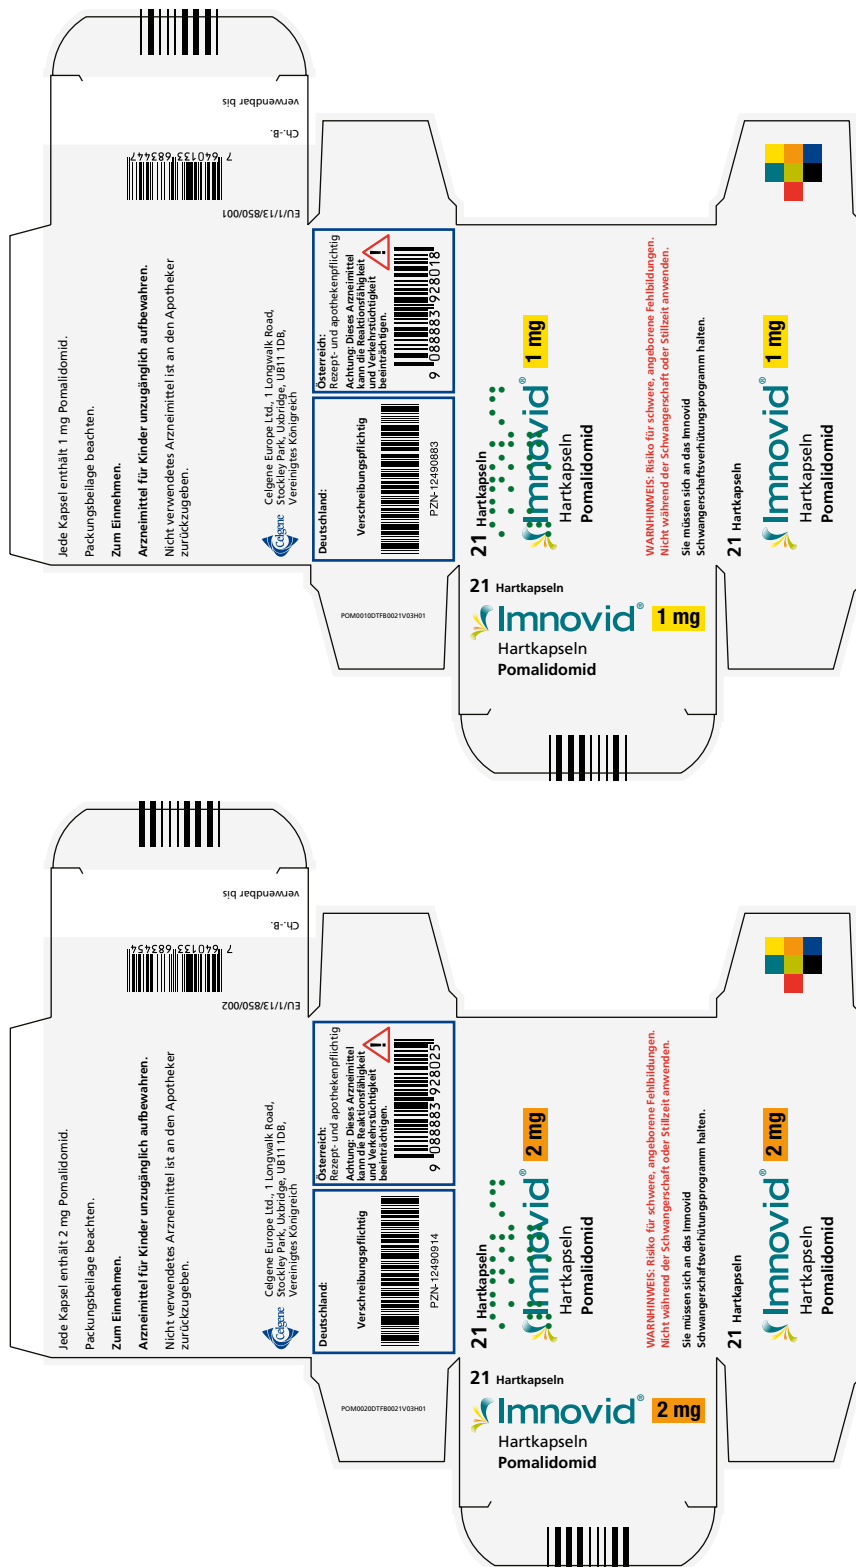 Jede Kapsel enthält 1 mg Pomalidomid.
Packungsbeilage beachten.
Zum Einnehmen.
Arzneimittel für Kinder unzugänglich aufbewahren.
Nicht verwendetes Arzneimittel ist an den Apotheker
zurückzugeben.
Celgene
Celgene Europe Ltd., 1 Longwalk Road,
Stockley Park, Uxbridge, UB11 1DB,
Vereinigtes Königreich
EU/1/13/850/001
7 640133 683447
Ch.-B.
verwendbar bis
Deutschland:
Verschreibungspflichtig
PZN-12490883
Österreich:
Rezept- und apothekenpflichtig
Achtung: Dieses Arzneimittel
kann die Reaktionsfähigkeit
und Verkehrstüchtigkeit
beeinträchtigen.
9 088883 928018
POM0010DTFB0021V03H01
21 Hartkapseln
Imnovid® 1 mg
Hartkapseln
Pomalidomid
WARNHINWEIS: Risiko für schwere, angeborene Fehlbildungen.
Nicht während der Schwangerschaft oder Stillzeit anwenden.
Sie müssen sich an das Imnovid
Schwangerschaftsverhütungsprogramm halten.
21 Hartkapseln
Imnovid® 1 mg
Hartkapseln
Pomalidomid
21 Hartkapseln
Imnovid® 1 mg
Hartkapseln
Pomalidomid
Jede Kapsel enthält 2 mg Pomalidomid.
Packungsbeilage beachten.
Zum Einnehmen.
Arzneimittel für Kinder unzugänglich aufbewahren.
Nicht verwendetes Arzneimittel ist an den Apotheker
zurückzugeben.
Celgene
Celgene Europe Ltd., 1 Longwalk Road,
Stockley Park, Uxbridge, UB11 1DB,
Vereinigtes Königreich
EU/1/13/850/002
7 640133 683454
Ch.-B.
verwendbar bis
Deutschland:
Verschreibungspflichtig
PZN-12490914
Österreich:
Rezept- und apothekenpflichtig
Achtung: Dieses Arzneimittel
kann die Reaktionsfähigkeit
und Verkehrstüchtigkeit
beeinträchtigen.
9 088883 928025
POM0020DTFB0021V03H01
21 Hartkapseln
Imnovid® 2 mg
Hartkapseln
Pomalidomid
WARNHINWEIS: Risiko für schwere, angeborene Fehlbildungen.
Nicht während der Schwangerschaft oder Stillzeit anwenden.
Sie müssen sich an das Imnovid
Schwangerschaftsverhütungsprogramm halten.
21 Hartkapseln
Imnovid® 2 mg
Hartkapseln
Pomalidomid
21 Hartkapseln
Imnovid® 2 mg
Hartkapseln
Pomalidomid